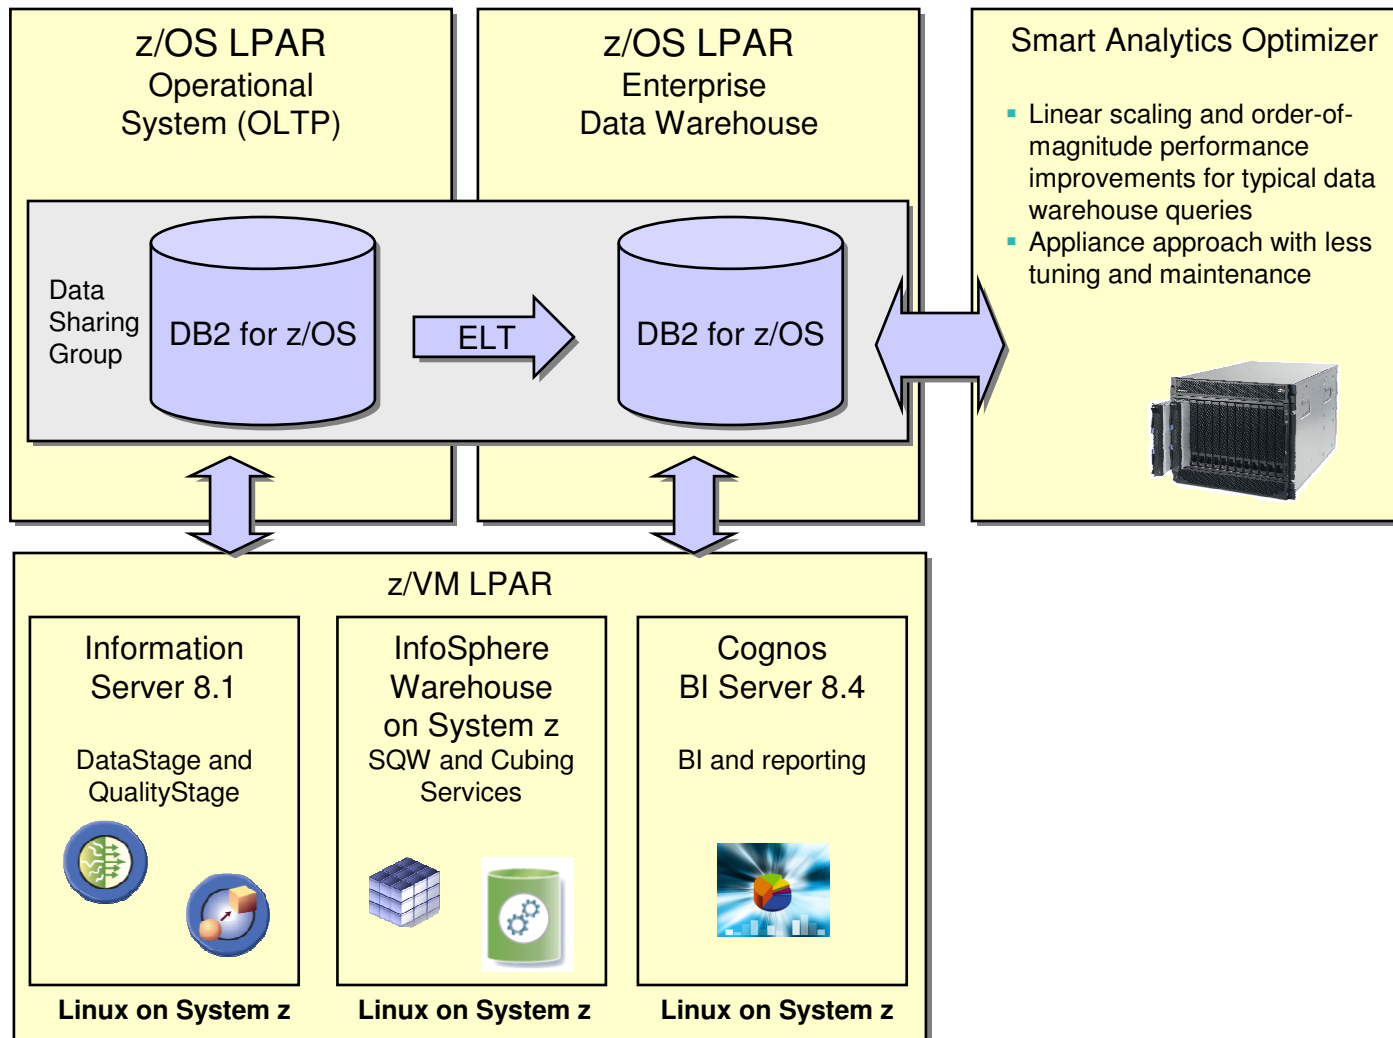 z/OS LPAR
Operational
System (OLTP)
z/OS LPAR
Enterprise
Data Warehouse
Smart Analytics Optimizer
Linear scaling and order-of-
magnitude performance
improvements for typical data
warehouse queries
Appliance approach with less
tuning and maintenance
Data
Sharing
Group
DB2 for z/OS
ELT
DB2 for z/OS
z/VM LPAR
Information
Server 8.1
DataStage and
QualityStage
InfoSphere
Warehouse
on System z
SQW and Cubing
Services
Cognos
BI Server 8.4
BI and reporting
Linux on System z
Linux on System z
Linux on System z